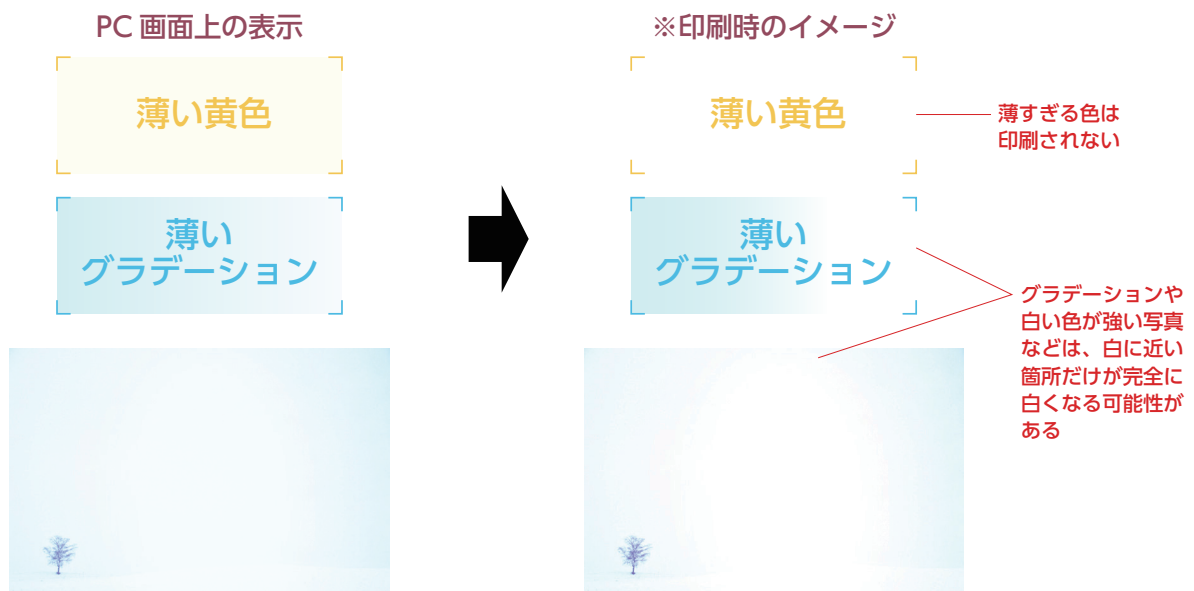 PC 画面上の表示
※印刷時のイメージ
薄い黄色
薄い黄色
薄すぎる色は
印刷されない
薄い
グラデーション
薄い
グラデーション
グラデーションや
白い色が強い写真
などは、白に近い
箇所だけが完全に
白くなる可能性が
ある